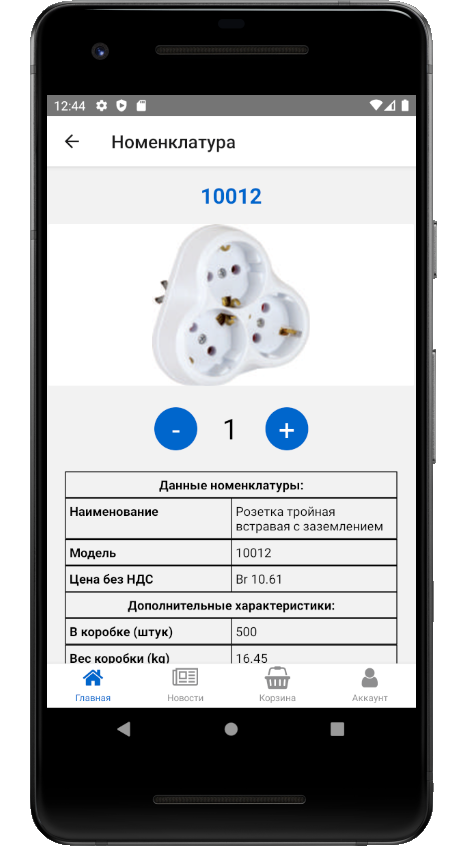 12:44
Номенклатура
10012
- 1 +
Данные номенклатуры:
Наименование Розетка тройная
встравая с заземлением
Модель 10012
Цена без НДС Br 10.61
Дополнительные характеристики:
В коробке (штук) 500
Вес коробки (kg) 16.45
Главная Новости Корзина Аккаунт